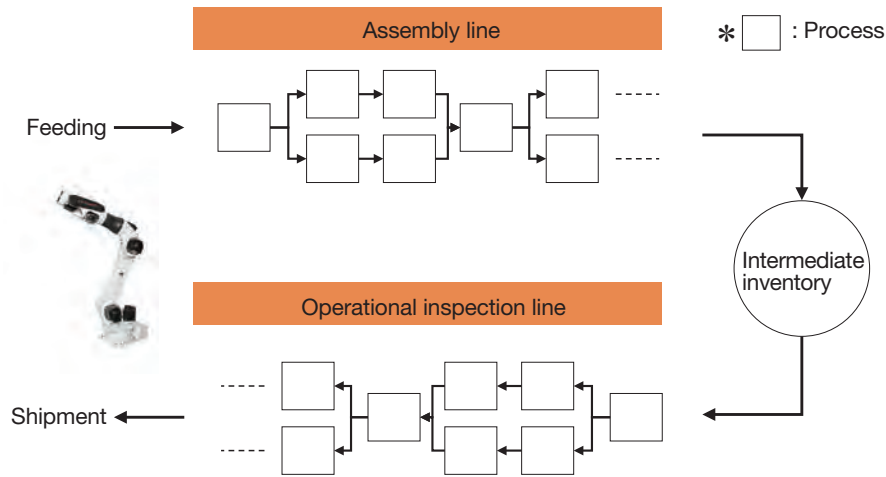 Assembly line
* : Process
Feeding
Intermediate
inventory
Operational inspection line
Shipment